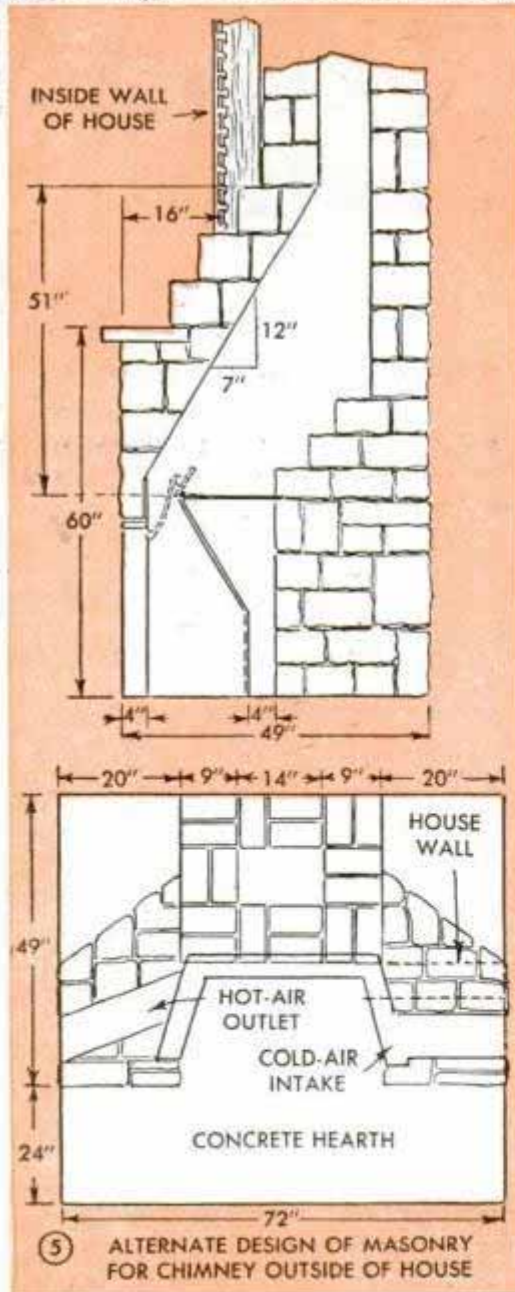 INSIDE WALL
OF HOUSE
16"
51"
12"
7"
60"
4"
4"
49"
20"
9"
14"
9"
20"
HOUSE
WALL
49"
HOT-AIR
OUTLET
COLD-AIR
INTAKE
24"
CONCRETE HEARTH
72"
5 ALTERNATE DESIGN OF MASONRY
FOR CHIMNEY OUTSIDE OF HOUSE